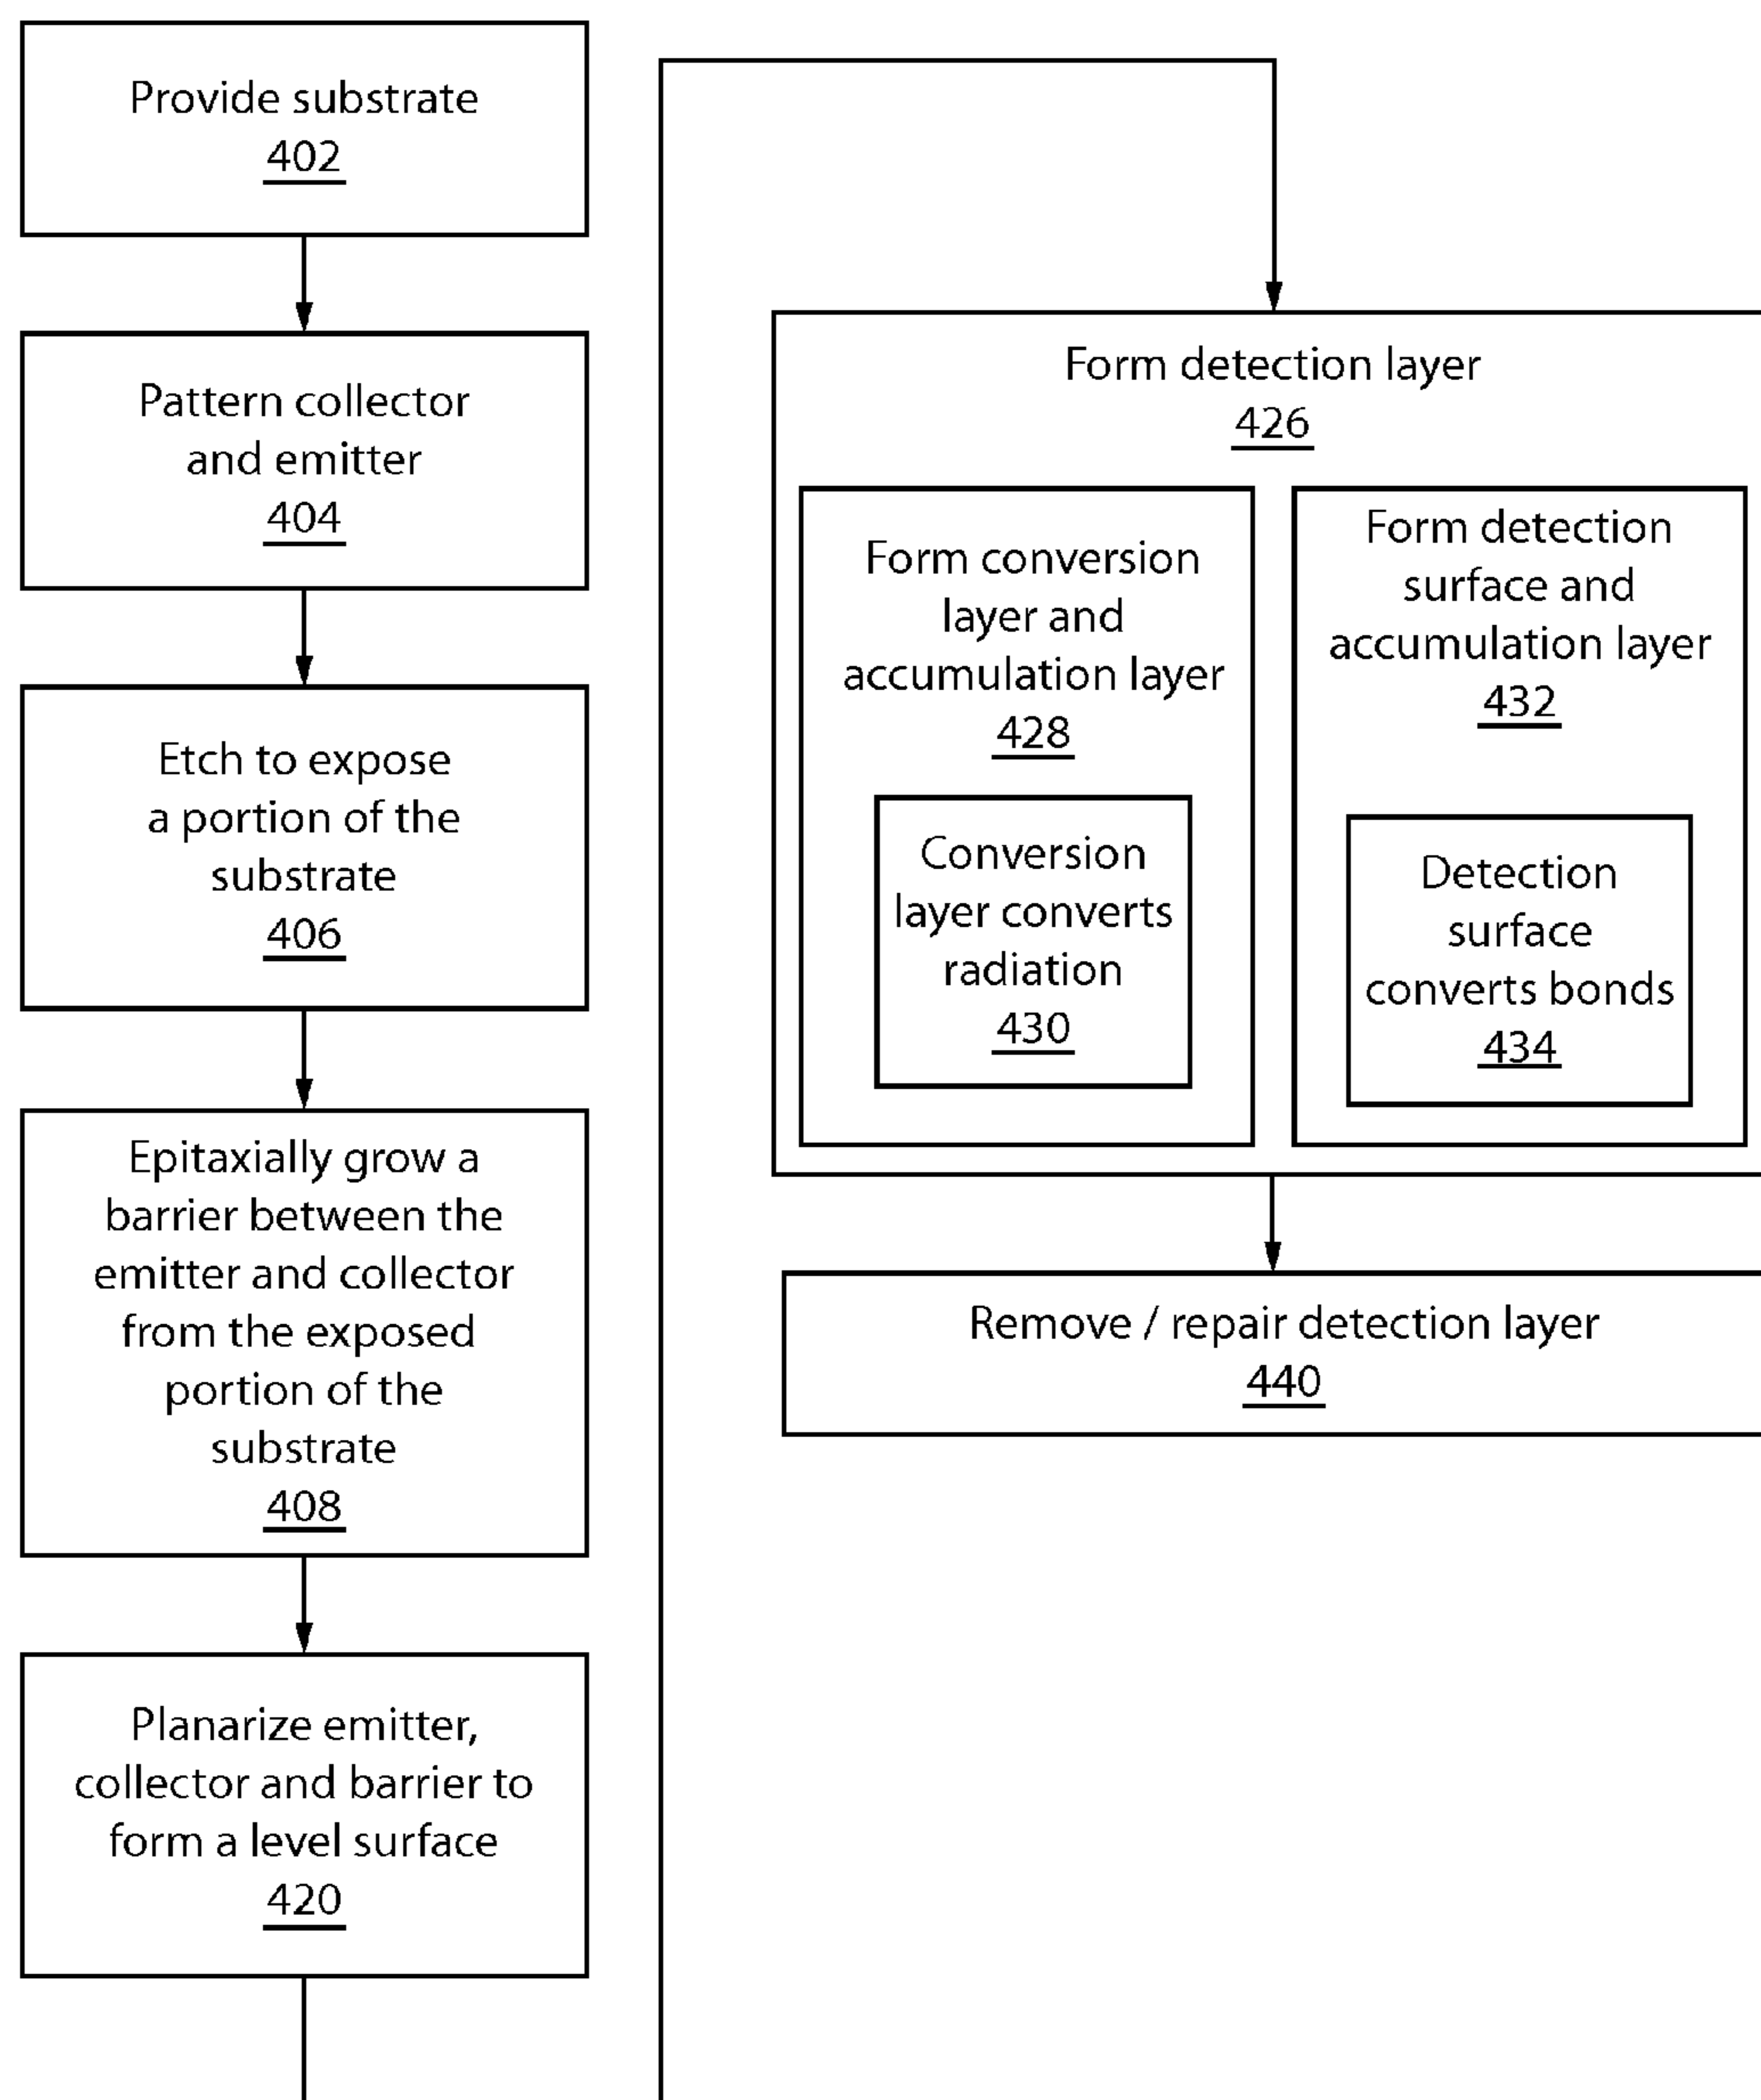 Provide substrate
402
Pattern collector
and emitter
404
Etch to expose
a portion of the
substrate
406
Epitaxially grow a
barrier between the
emitter and collector
from the exposed
portion of the
substrate
408
Planarize emitter,
collector and barrier to
form a level surface
420
Form detection layer
426
Form conversion
layer and
accumulation layer
428
Conversion
layer converts
radiation
430
Form detection
surface and
accumulation layer
432
Detection
surface
converts bonds
434
Remove / repair detection layer
440